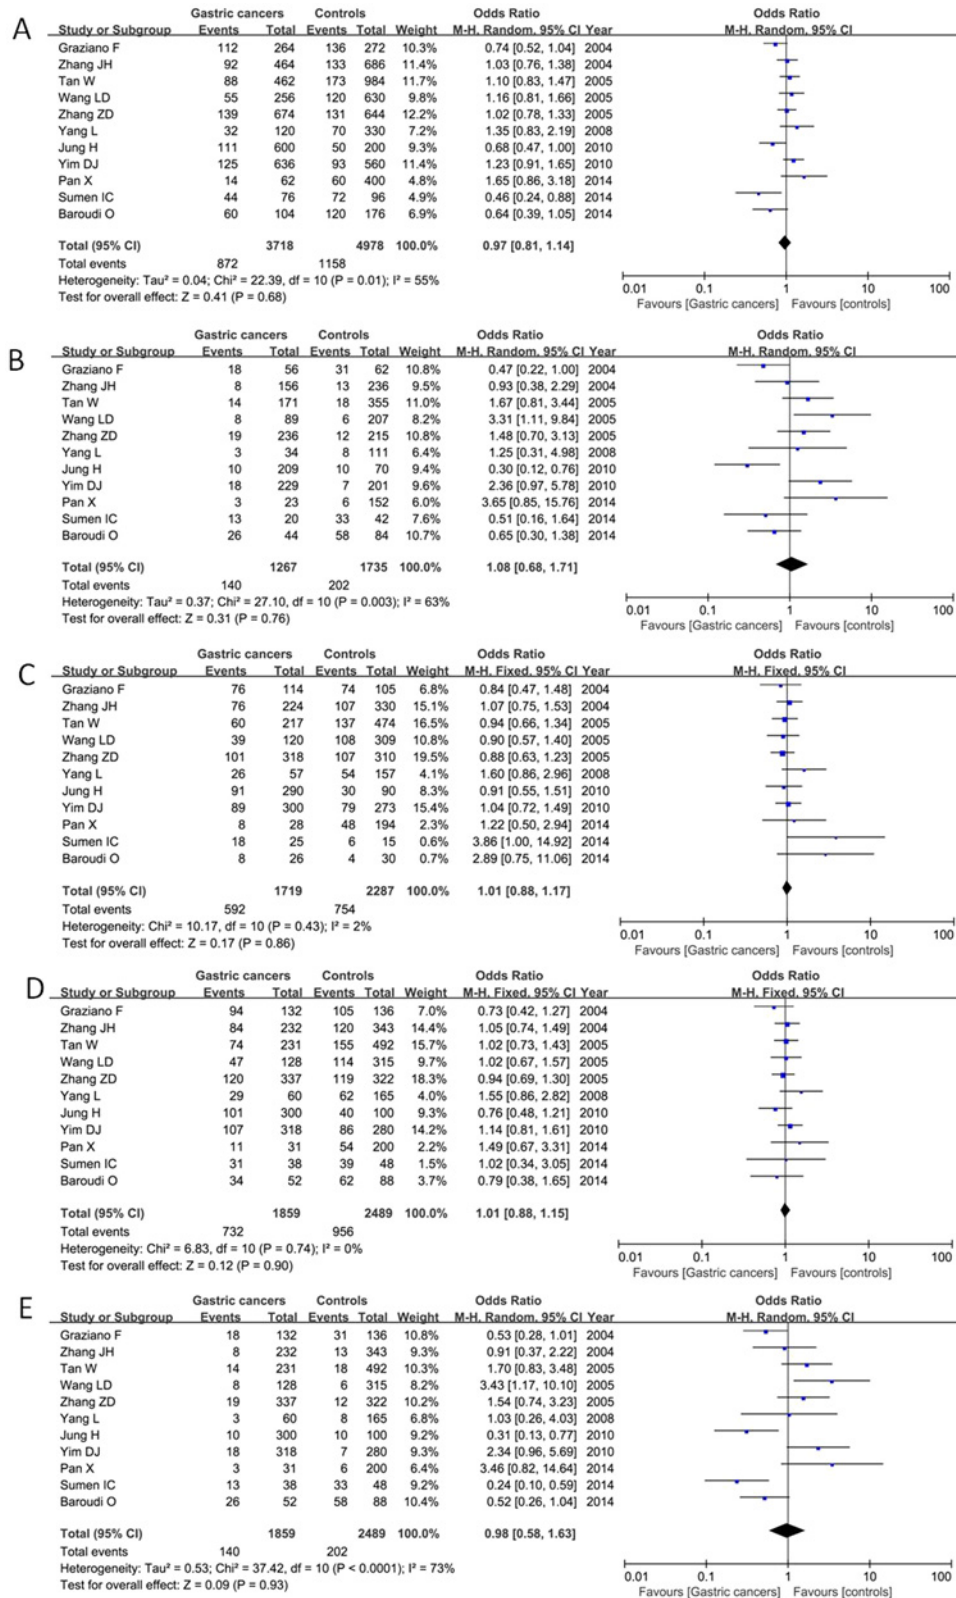 A
Gastric cancers Controls Odds Ratio Odds Ratio
Study or Subgroup Events Total Events Total Weight M-H. Random. 95% CI Year M-H. Random. 95% CI
Graziano F 112 264 136 272 10.3% 0.74 [0.52, 1.04] 2004
Zhang JH 92 464 133 686 11.4% 1.03 [0.76, 1.38] 2004
Tan W 88 462 173 984 11.7% 1.10 [0.83, 1.47] 2005
Wang LD 55 256 120 630 9.8% 1.16 [0.81, 1.66] 2005
Zhang ZD 139 674 131 644 12.2% 1.02 [0.78, 1.33] 2005
Yang L 32 120 70 330 7.2% 1.35 [0.83, 2.19] 2008
Jung H 111 600 50 200 9.3% 0.68 [0.47, 1.00] 2010
Yim DJ 125 636 93 560 11.4% 1.23 [0.91, 1.65] 2010
Pan X 14 62 60 400 4.8% 1.65 [0.86, 3.18] 2014
Sumen IC 44 76 72 96 4.9% 0.46 [0.24, 0.88] 2014
Baroudi O 60 104 120 176 6.9% 0.64 [0.39, 1.05] 2014
Total (95% CI) 3718 4978 100.0% 0.97 [0.81, 1.14]
Total events 872 1158
Heterogeneity: Tau² = 0.04; Chi² = 22.39, df = 10 (P = 0.01); I² = 55%
Test for overall effect: Z = 0.41 (P = 0.68)
0.01 0.1 1 10 100
Favours [Gastric cancers] Favours [controls]
B
Gastric cancers Controls Odds Ratio Odds Ratio
Study or Subgroup Events Total Events Total Weight M-H. Random. 95% CI Year M-H. Random. 95% CI
Graziano F 18 56 31 62 10.8% 0.47 [0.22, 1.00] 2004
Zhang JH 8 156 13 236 9.5% 0.93 [0.38, 2.29] 2004
Tan W 14 171 18 355 11.0% 1.67 [0.81, 3.44] 2005
Wang LD 8 89 6 207 8.2% 3.31 [1.11, 9.84] 2005
Zhang ZD 19 236 12 215 10.8% 1.48 [0.70, 3.13] 2005
Yang L 3 34 8 111 6.4% 1.25 [0.31, 4.98] 2008
Jung H 10 209 10 70 9.4% 0.30 [0.12, 0.76] 2010
Yim DJ 18 229 7 201 9.6% 2.36 [0.97, 5.78] 2010
Pan X 3 23 6 152 6.0% 3.65 [0.85, 15.76] 2014
Sumen IC 13 20 33 42 7.6% 0.51 [0.16, 1.64] 2014
Baroudi O 26 44 58 84 10.7% 0.65 [0.30, 1.38] 2014
Total (95% CI) 1267 1735 100.0% 1.08 [0.68, 1.71]
Total events 140 202
Heterogeneity: Tau² = 0.37; Chi² = 27.10, df = 10 (P = 0.003); I² = 63%
Test for overall effect: Z = 0.31 (P = 0.76)
0.01 0.1 1 10 100
Favours [Gastric cancers] Favours [controls]
C
Gastric cancers Controls Odds Ratio Odds Ratio
Study or Subgroup Events Total Events Total Weight M-H. Fixed. 95% CI Year M-H. Fixed. 95% CI
Graziano F 76 114 74 105 6.8% 0.84 [0.47, 1.48] 2004
Zhang JH 76 224 107 330 15.1% 1.07 [0.75, 1.53] 2004
Tan W 60 217 137 474 16.5% 0.94 [0.66, 1.34] 2005
Wang LD 39 120 108 309 10.8% 0.90 [0.57, 1.40] 2005
Zhang ZD 101 318 107 310 19.5% 0.88 [0.63, 1.23] 2005
Yang L 26 57 54 157 4.1% 1.60 [0.86, 2.96] 2008
Jung H 91 290 30 90 8.3% 0.91 [0.55, 1.51] 2010
Yim DJ 89 300 79 273 15.4% 1.04 [0.72, 1.49] 2010
Pan X 8 28 48 194 2.3% 1.22 [0.50, 2.94] 2014
Sumen IC 18 25 6 15 0.6% 3.86 [1.00, 14.92] 2014
Baroudi O 8 26 4 30 0.7% 2.89 [0.75, 11.06] 2014
Total (95% CI) 1719 2287 100.0% 1.01 [0.88, 1.17]
Total events 592 754
Heterogeneity: Chi² = 10.17, df = 10 (P = 0.43); I² = 2%
Test for overall effect: Z = 0.17 (P = 0.86)
0.01 0.1 1 10 100
Favours [Gastric cancers] Favours [controls]
D
Gastric cancers Controls Odds Ratio Odds Ratio
Study or Subgroup Events Total Events Total Weight M-H. Fixed. 95% CI Year M-H. Fixed. 95% CI
Graziano F 94 132 105 136 7.0% 0.73 [0.42, 1.27] 2004
Zhang JH 84 232 120 343 14.4% 1.05 [0.74, 1.49] 2004
Tan W 74 231 155 492 15.7% 1.02 [0.73, 1.43] 2005
Wang LD 47 128 114 315 9.7% 1.02 [0.67, 1.57] 2005
Zhang ZD 120 337 119 322 18.3% 0.94 [0.69, 1.30] 2005
Yang L 29 60 62 165 4.0% 1.55 [0.86, 2.82] 2008
Jung H 101 300 40 100 9.3% 0.76 [0.48, 1.21] 2010
Yim DJ 107 318 86 280 14.2% 1.14 [0.81, 1.61] 2010
Pan X 11 31 54 200 2.2% 1.49 [0.67, 3.31] 2014
Sumen IC 31 38 39 48 1.5% 1.02 [0.34, 3.05] 2014
Baroudi O 34 52 62 88 3.7% 0.79 [0.38, 1.65] 2014
Total (95% CI) 1859 2489 100.0% 1.01 [0.88, 1.15]
Total events 732 956
Heterogeneity: Chi² = 6.83, df = 10 (P = 0.74); I² = 0%
Test for overall effect: Z = 0.12 (P = 0.90)
0.01 0.1 1 10 100
Favours [Gastric cancers] Favours [controls]
E
Gastric cancers Controls Odds Ratio Odds Ratio
Study or Subgroup Events Total Events Total Weight M-H. Random. 95% CI Year M-H. Random. 95% CI
Graziano F 18 132 31 136 10.8% 0.53 [0.28, 1.01] 2004
Zhang JH 8 232 13 343 9.3% 0.91 [0.37, 2.22] 2004
Tan W 14 231 18 492 10.3% 1.70 [0.83, 3.48] 2005
Wang LD 8 128 6 315 8.2% 3.43 [1.17, 10.10] 2005
Zhang ZD 19 337 12 322 10.2% 1.54 [0.74, 3.23] 2005
Yang L 3 60 8 165 6.8% 1.03 [0.26, 4.03] 2008
Jung H 10 300 10 100 9.2% 0.31 [0.13, 0.77] 2010
Yim DJ 18 318 7 280 9.3% 2.34 [0.96, 5.69] 2010
Pan X 3 31 6 200 6.4% 3.46 [0.82, 14.64] 2014
Sumen IC 13 38 33 48 9.2% 0.24 [0.10, 0.59] 2014
Baroudi O 26 52 58 88 10.4% 0.52 [0.26, 1.04] 2014
Total (95% CI) 1859 2489 100.0% 0.98 [0.58, 1.63]
Total events 140 202
Heterogeneity: Tau² = 0.53; Chi² = 37.42, df = 10 (P < 0.0001); I² = 73%
Test for overall effect: Z = 0.09 (P = 0.93)
0.01 0.1 1 10 100
Favours [Gastric cancers] Favours [controls]